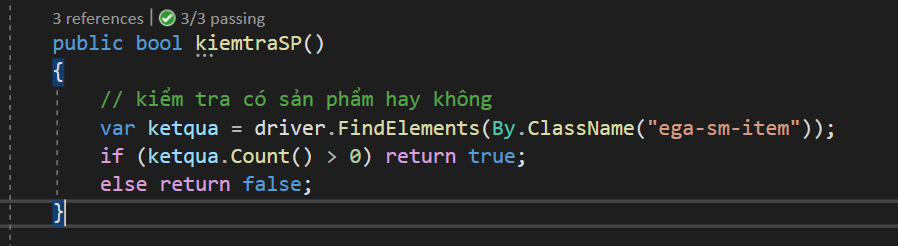 3 references | 3/3 passing
public bool kiemtraSP()
{
// kiểm tra có sản phẩm hay không
var ketqua = driver.FindElements(By.ClassName("ega-sm-item"));
if (ketqua.Count() > 0) return true;
else return false;
}